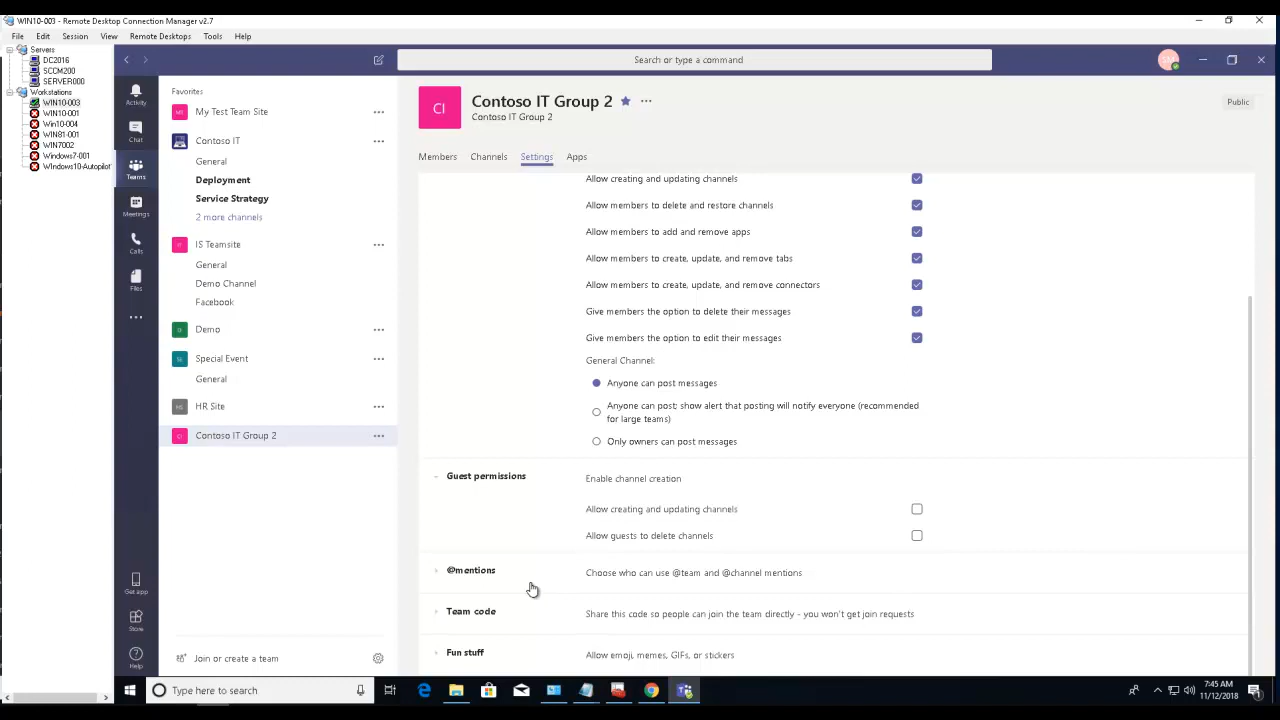 WIN10-003 - Remote Desktop Connection Manager v2.7
File Edit Session View Remote Desktops Tools Help
Servers
DC2016
SCCM200
SERVER000
Workstations
WIN10-003
WIN10-001
Win10-004
WIN81-001
WIN7002
Windows7-001
Windows10-Autopilot
Search or type a command
Activity
Chat
Teams
Meetings
Calls
Files
Get app
Store
Help
Favorites
My Test Team Site
Contoso IT
General
Deployment
Service Strategy
2 more channels
IS Teamsite
General
Demo Channel
Facebook
Demo
Special Event
General
HR Site
CI Contoso IT Group 2
Join or create a team
CI
Contoso IT Group 2
Contoso IT Group 2
Public
Members Channels Settings Apps
Allow creating and updating channels
Allow members to delete and restore channels
Allow members to add and remove apps
Allow members to create, update, and remove tabs
Allow members to create, update, and remove connectors
Give members the option to delete their messages
Give members the option to edit their messages
General Channel:
Anyone can post messages
Anyone can post; show alert that posting will notify everyone (recommended
for large teams)
Only owners can post messages
Guest permissions Enable channel creation
Allow creating and updating channels
Allow guests to delete channels
@mentions Choose who can use @team and @channel mentions
Team code Share this code so people can join the team directly - you won't get join requests
Fun stuff Allow emoji, memes, GIFs, or stickers
Type here to search
7:45 AM
11/12/2018